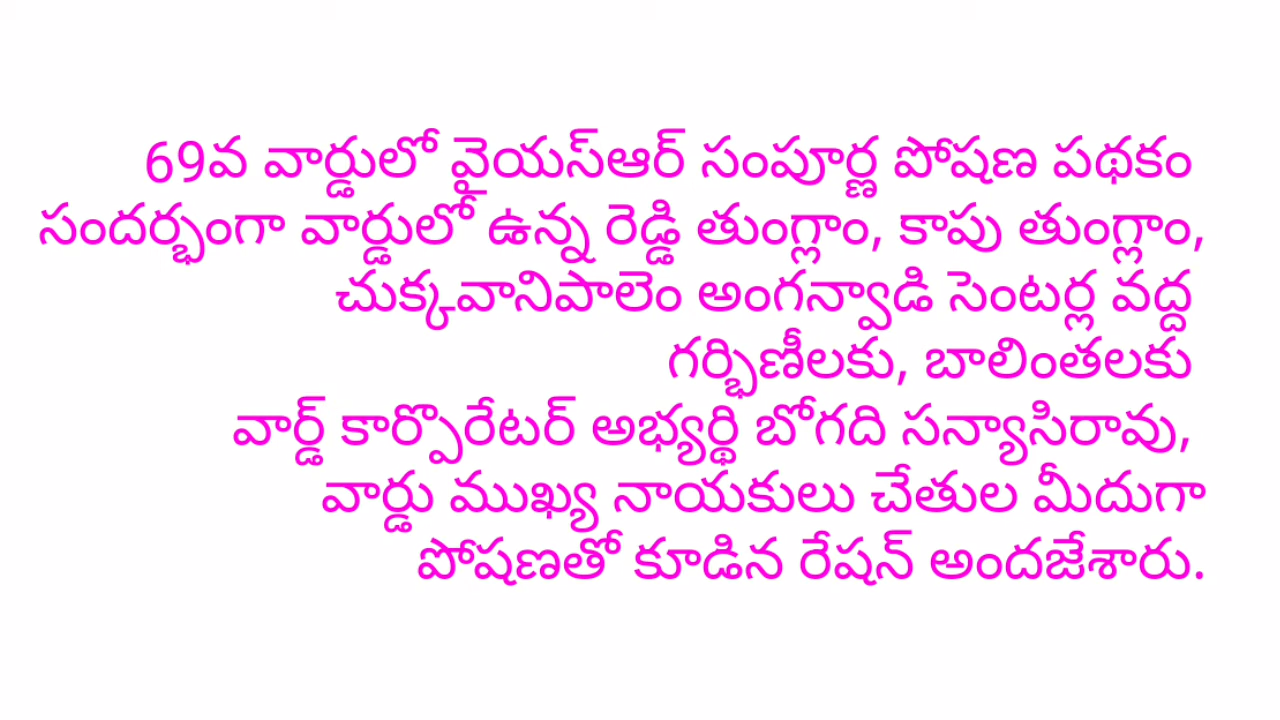 69వ వార్డులో వైయస్ఆర్ సంపూర్ణ పోషణ పథకం
సందర్భంగా వార్డులో ఉన్న రెడ్డి తుంగ్లాం, కాపు తుంగ్లాం,
చుక్కవానిపాలెం అంగన్వాడి సెంటర్ల వద్ద
గర్భిణీలకు, బాలింతలకు
వార్డ్ కార్పొరేటర్ అభ్యర్థి బోగది సన్యాసిరావు,
వార్డు ముఖ్య నాయకులు చేతుల మీదుగా
పోషణతో కూడిన రేషన్ అందజేశారు.